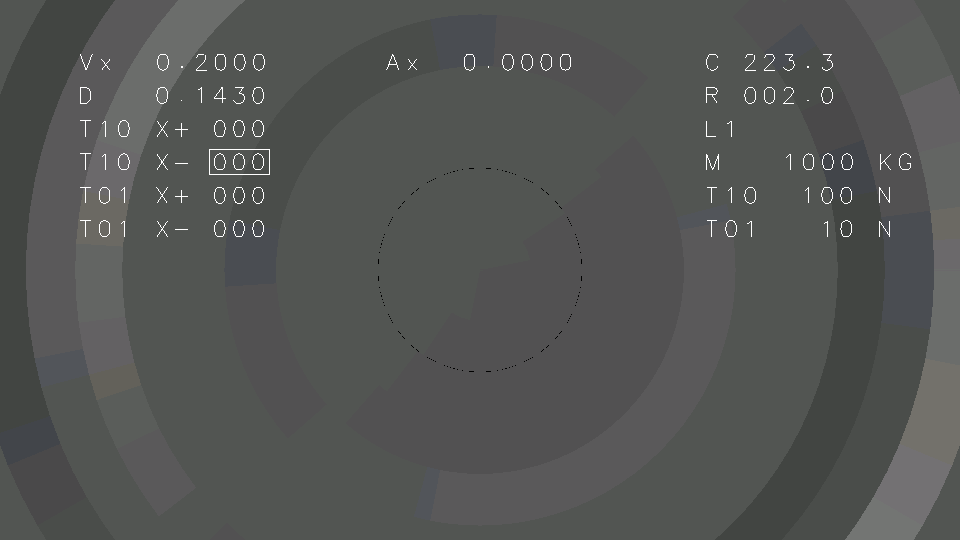 Vx 0.2000
D 0.1430
T10 X+ 000
T10 X- 000
T01 X+ 000
T01 X- 000
Ax 0.0000
C 223.3
R 002.0
L1
M 1000 KG
T10 100 N
T01 10 N